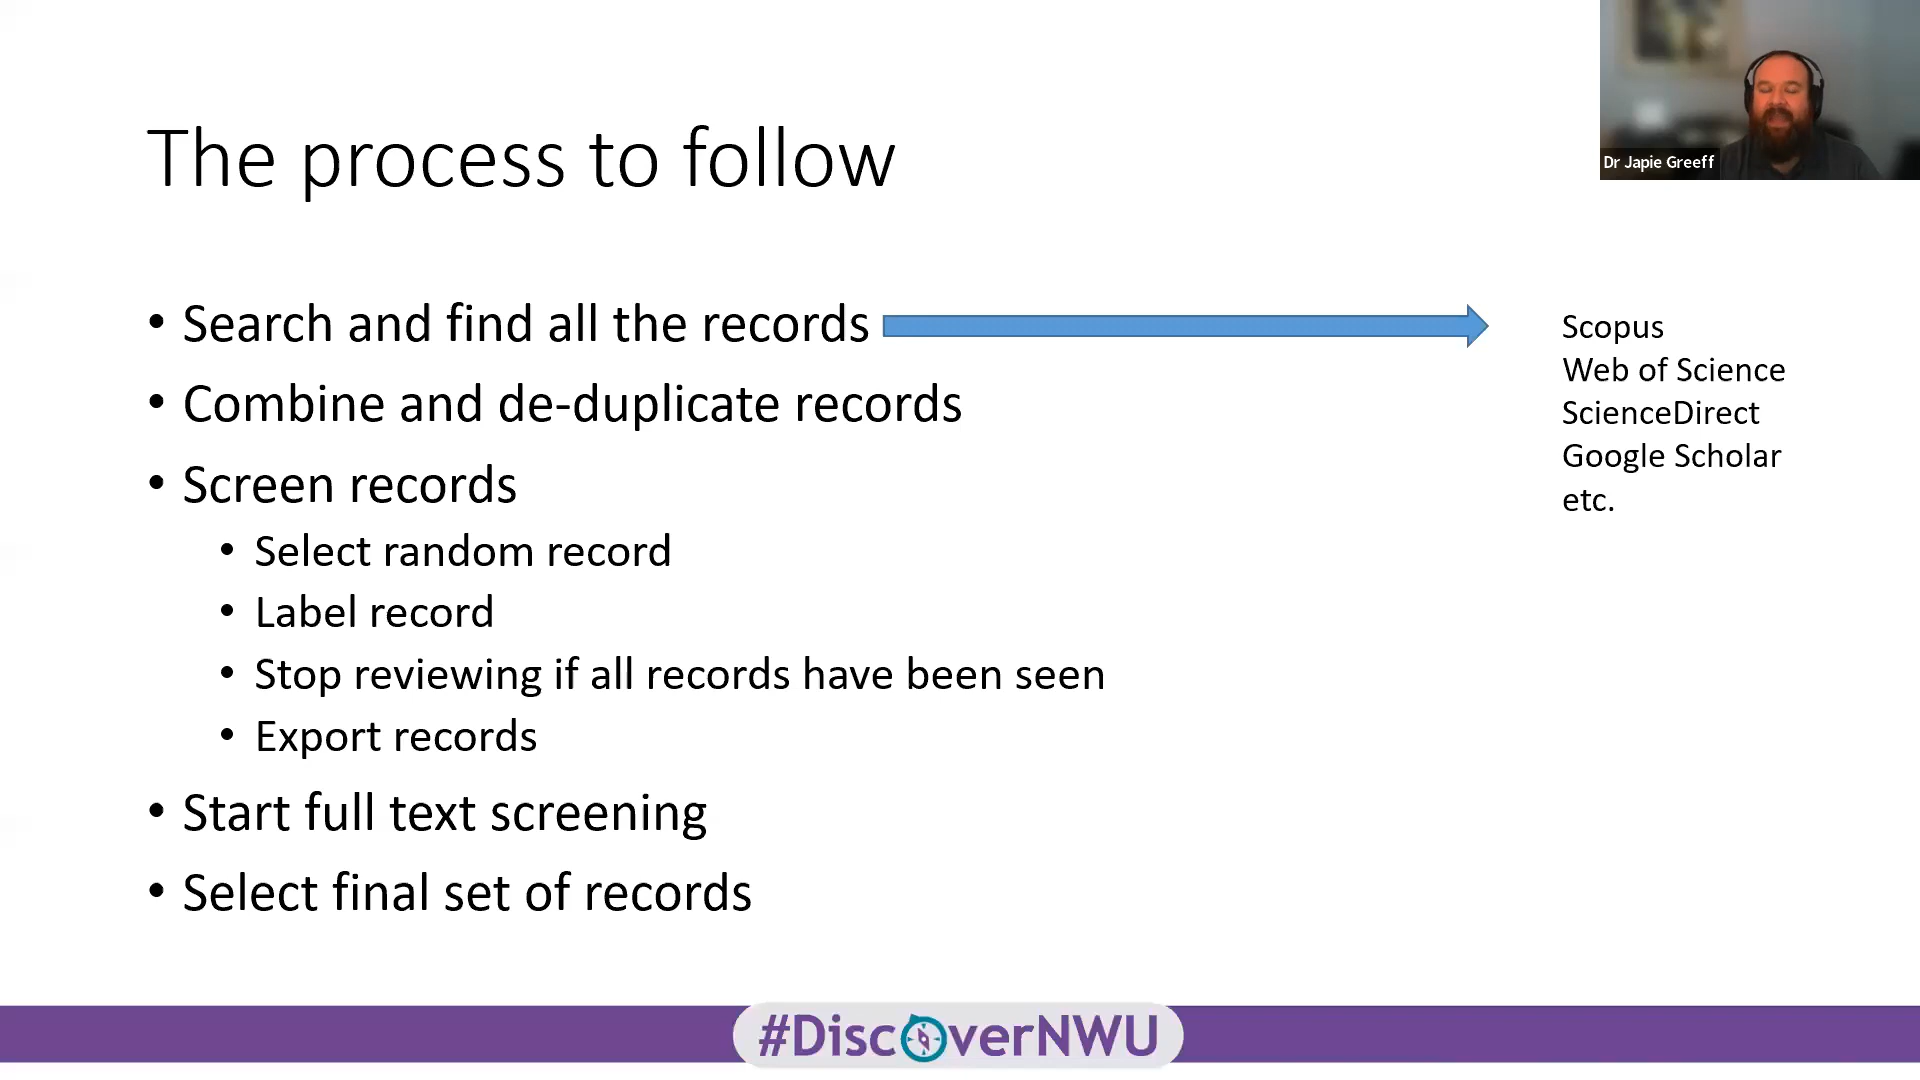 Dr Japie Greeff
The process to follow
• Search and find all the records
Scopus
Web of Science
ScienceDirect
Google Scholar
etc.
• Combine and de-duplicate records
• Screen records
• Select random record
• Label record
• Stop reviewing if all records have been seen
• Export records
• Start full text screening
• Select final set of records
#DiscoverNWU